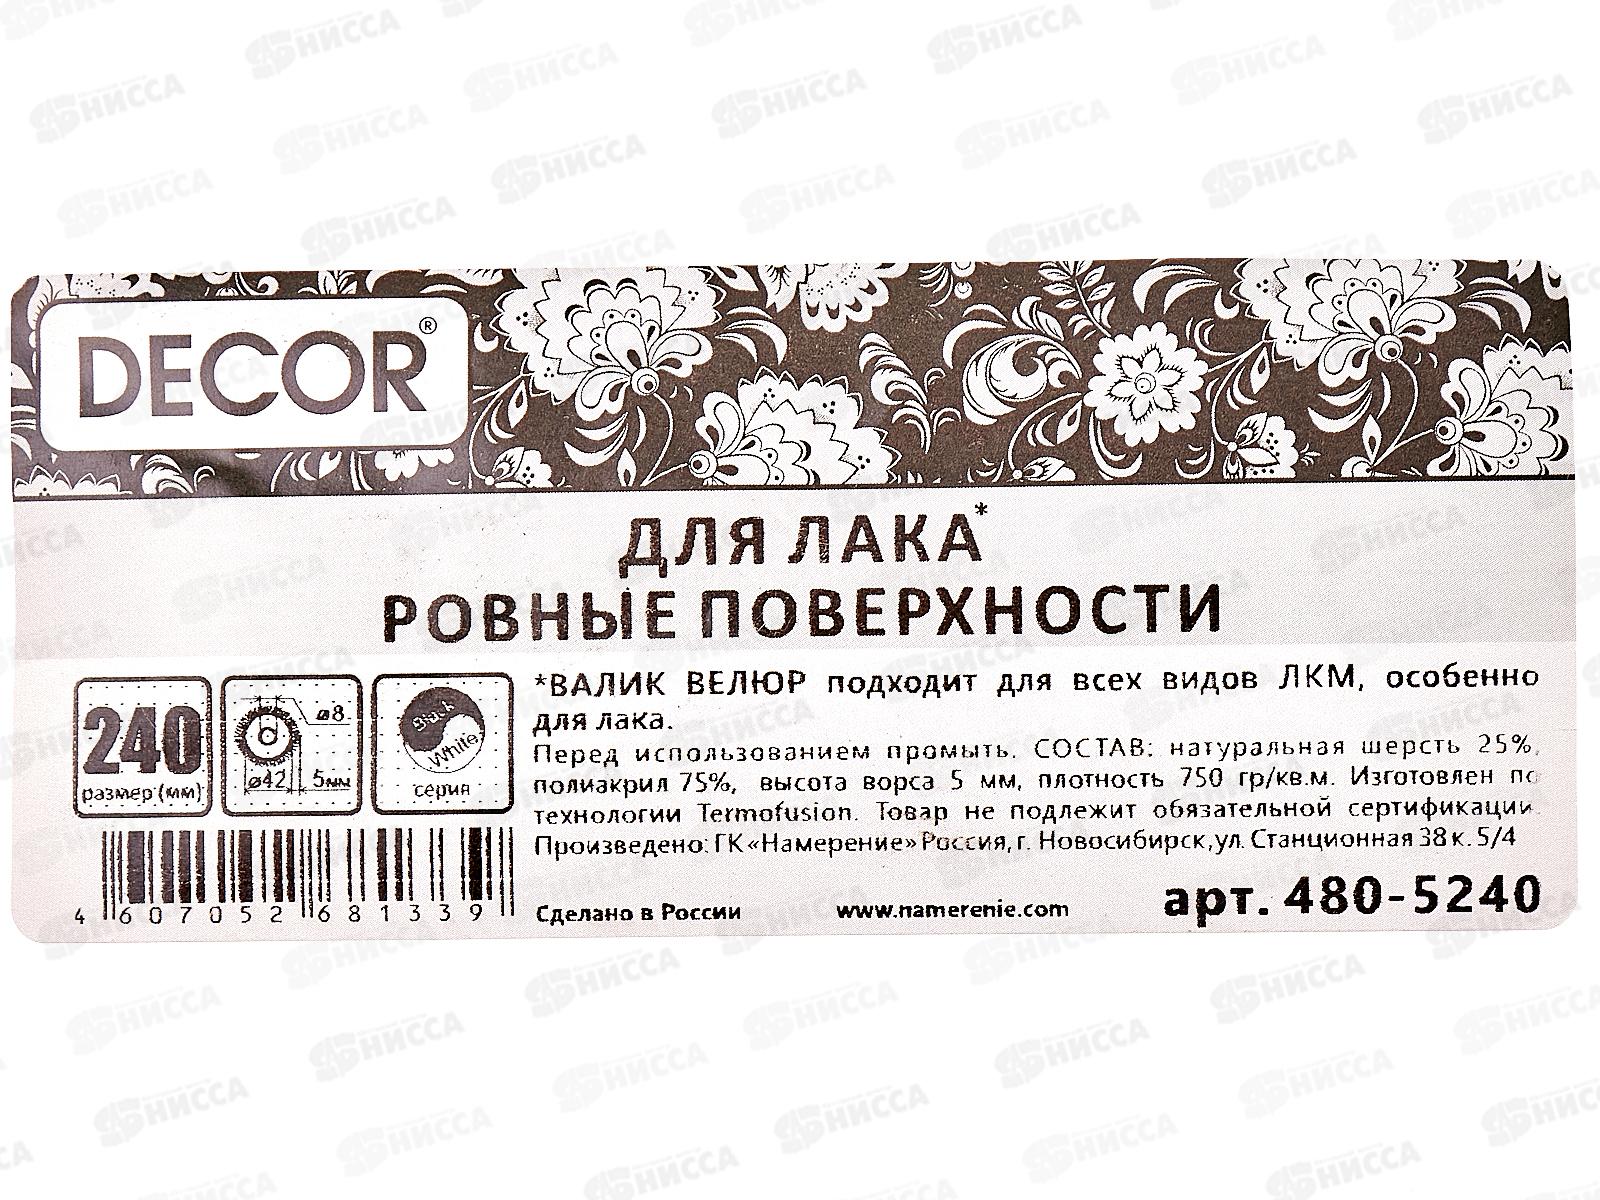 DECOR®
ДЛЯ ЛАКА*
РОВНЫЕ ПОВЕРХНОСТИ
240
размер (мм)
ø8
ø42 5мм
Black
White
серия
*ВАЛИК ВЕЛЮР подходит для всех видов ЛКМ, особенно
для лака.
Перед использованием промыть. СОСТАВ: натуральная шерсть 25%,
полиакрил 75%, высота ворса 5 мм, плотность 750 гр/кв.м. Изготовлен по
технологии Termofusion. Товар не подлежит обязательной сертификации.
Произведено: ГК «Намерение» Россия, г. Новосибирск, ул. Станционная 38 к. 5/4
4 607052 681339
Сделано в России www.namerenie.com арт. 480-5240
НИССА